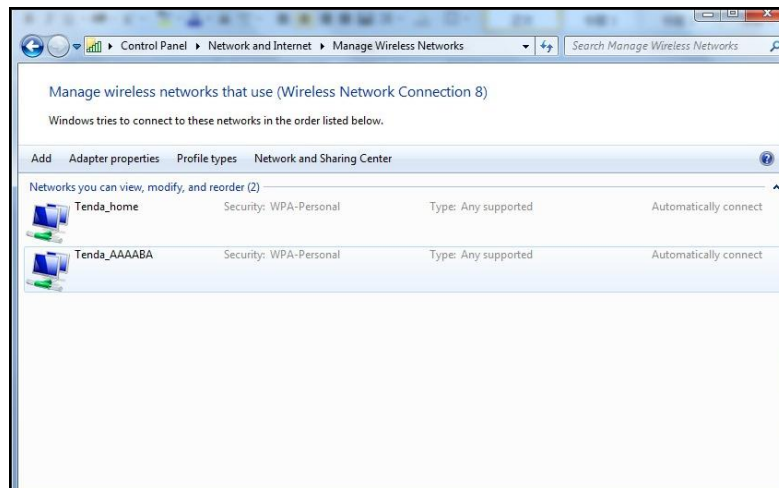 Control Panel ▸ Network and Internet ▸ Manage Wireless Networks Search Manage Wireless Networks
Manage wireless networks that use (Wireless Network Connection 8)
Windows tries to connect to these networks in the order listed below.
Add Adapter properties Profile types Network and Sharing Center
Networks you can view, modify, and reorder (2)
Tenda_home Security: WPA-Personal Type: Any supported Automatically connect
Tenda_AAAABA Security: WPA-Personal Type: Any supported Automatically connect